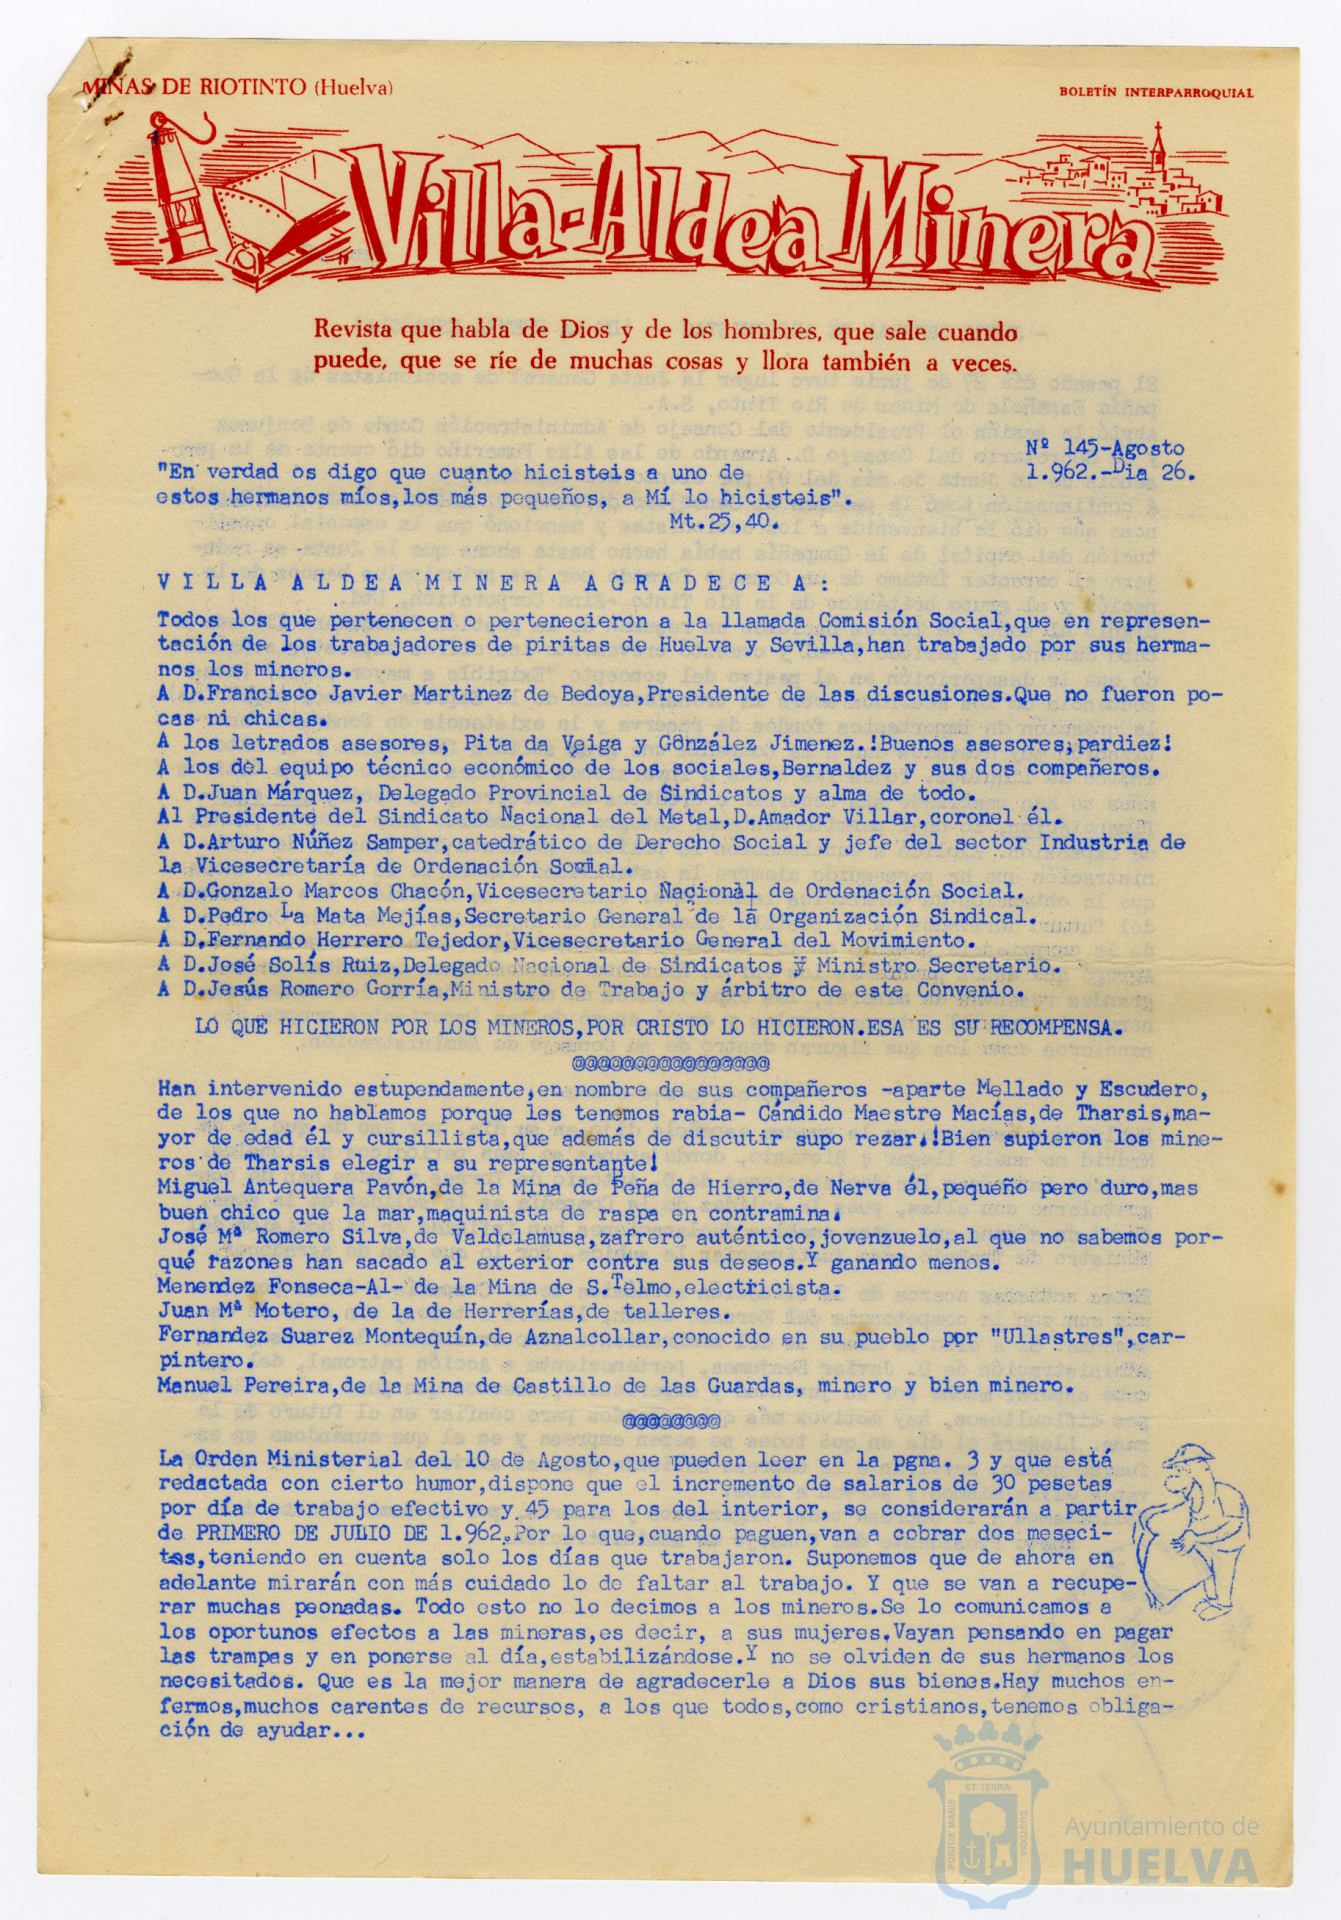 MINAS DE RIOTINTO (Huelva)
BOLETÍN INTERPARROQUIAL
Villa-Aldea Minera
Revista que habla de Dios y de los hombres, que sale cuando
puede, que se ríe de muchas cosas y llora también a veces.
Nº 145-Agosto
1.962.-Dia 26.
"En verdad os digo que cuanto hicisteis a uno de
estos hermanos míos,los más pequeños, a Mí lo hicisteis".
Mt.25,40.
V I L L A A L D E A M I N E R A A G R A D E C E A :
Todos los que pertenecen o pertenecieron a la llamada Comisión Social,que en represen-
tación de los trabajadores de piritas de Huelva y Sevilla,han trabajado por sus herma-
nos los mineros.
A D.Francisco Javier Martinez de Bedoya,Presidente de las discusiones.Que no fueron po-
cas ni chicas.
A los letrados asesores, Pita da Veiga y González Jimenez.!Buenos asesores,pardiez!
A los del equipo técnico económico de los sociales,Bernaldez y sus dos compañeros.
A D.Juan Márquez, Delegado Provincial de Sindicatos y alma de todo.
Al Presidente del Sindicato Nacional del Metal,D.Amador Villar,coronel él.
A D.Arturo Núñez Samper,catedrático de Derecho Social y jefe del sector Industria de
la Vicesecretaría de Ordenación Social.
A D.Gonzalo Marcos Chacón,Vicesecretario Nacional de Ordenación Social.
A D.Pedro La Mata Mejías,Secretario General de la Organización Sindical.
A D.Fernando Herrero Tejedor,Vicesecretario General del Movimiento.
A D.José Solís Ruiz,Delegado Nacional de Sindicatos y Ministro Secretario.
A D.Jesús Romero Gorría,Ministro de Trabajo y árbitro de este Convenio.
LO QUE HICIERON POR LOS MINEROS,POR CRISTO LO HICIERON.ESA ES SU RECOMPENSA.
@@@@@@@@@@@@@@@@
Han intervenido estupendamente,en nombre de sus compañeros -aparte Mellado y Escudero,
de los que no hablamos porque les tenemos rabia- Cándido Maestre Macías,de Tharsis,ma-
yor de edad él y cursillista,que además de discutir supo rezar.!Bien supieron los mine-
ros de Tharsis elegir a su representante!
Miguel Antequera Pavón,de la Mina de Peña de Hierro,de Nerva él,pequeño pero duro,mas
buen chico que la mar,maquinista de raspa en contramina.
José Mª Romero Silva,de Valdelamusa,zafrero auténtico,jovenzuelo,al que no sabemos por-
qué razones han sacado al exterior contra sus deseos.Y ganando menos.
Menendez Fonseca-Al- de la Mina de S.Telmo,electricista.
Juan Mª Motero, de la de Herrerías,de talleres.
Fernandez Suarez Montequín,de Aznalcollar,conocido en su pueblo por "Ullastres",car-
pintero.
Manuel Pereira,de la Mina de Castillo de las Guardas, minero y bien minero.
@@@@@@@@
La Orden Ministerial del 10 de Agosto,que pueden leer en la pgna. 3 y que está
redactada con cierto humor,dispone que el incremento de salarios de 30 pesetas
por día de trabajo efectivo y 45 para los del interior, se considerarán a partir
de PRIMERO DE JULIO DE 1.962.Por lo que,cuando paguen,van a cobrar dos meseci-
tos,teniendo en cuenta solo los días que trabajaron. Suponemos que de ahora en
adelante mirarán con más cuidado lo de faltar al trabajo. Y que se van a recupe-
rar muchas peonadas. Todo esto no lo decimos a los mineros.Se lo comunicamos a
los oportunos efectos a las mineras,es decir, a sus mujeres.Vayan pensando en pagar
las trampas y en ponerse al día,estabilizándose.Y no se olviden de sus hermanos los
necesitados. Que es la mejor manera de agradecerle a Dios sus bienes.Hay muchos en-
fermos,muchos carentes de recursos, a los que todos,como cristianos,tenemos obliga-
ción de ayudar...
PORTUS MARIS
ET TERRAE
CUSTODIA
Ayuntamiento de
HUELVA